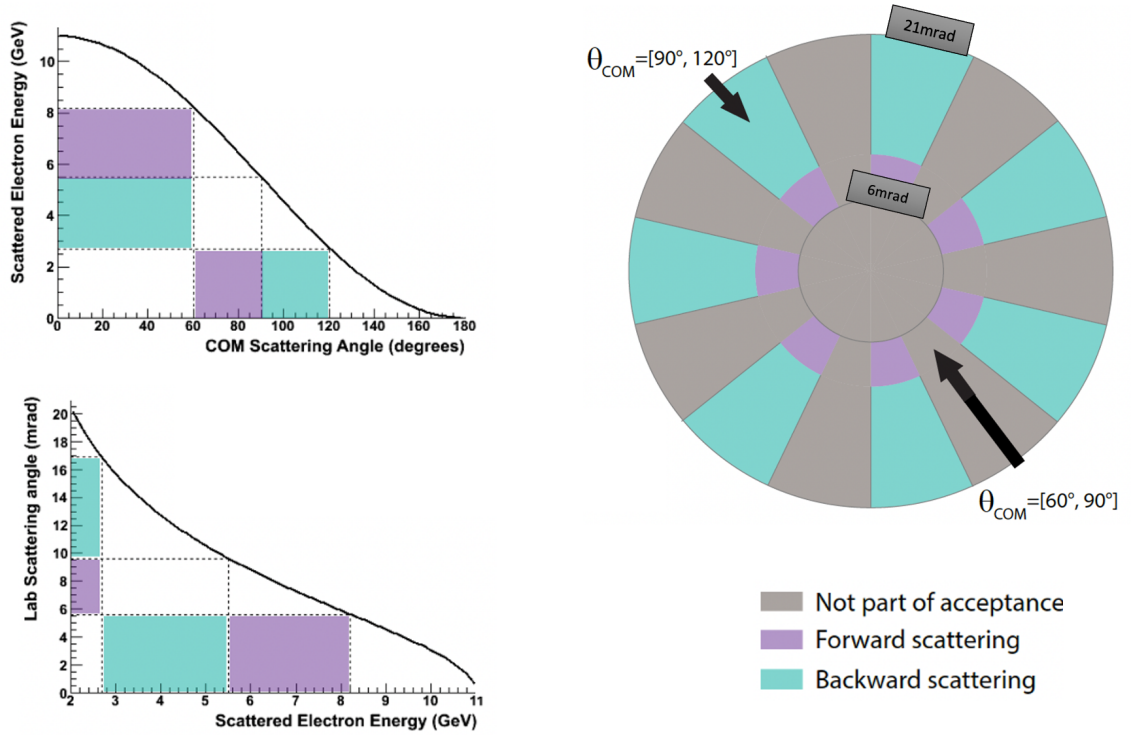 Scattered Electron Energy (GeV)
10
8
6
4
2
0
0 20 40 60 80 100 120 140 160 180
COM Scattering Angle (degrees)
Lab Scattering angle (mrad)
20
18
16
14
12
10
8
6
4
2
0
2 3 4 5 6 7 8 9 10 11
Scattered Electron Energy (GeV)
21mrad
θCOM=[90°, 120°]
6mrad
θCOM=[60°, 90°]
Not part of acceptance
Forward scattering
Backward scattering